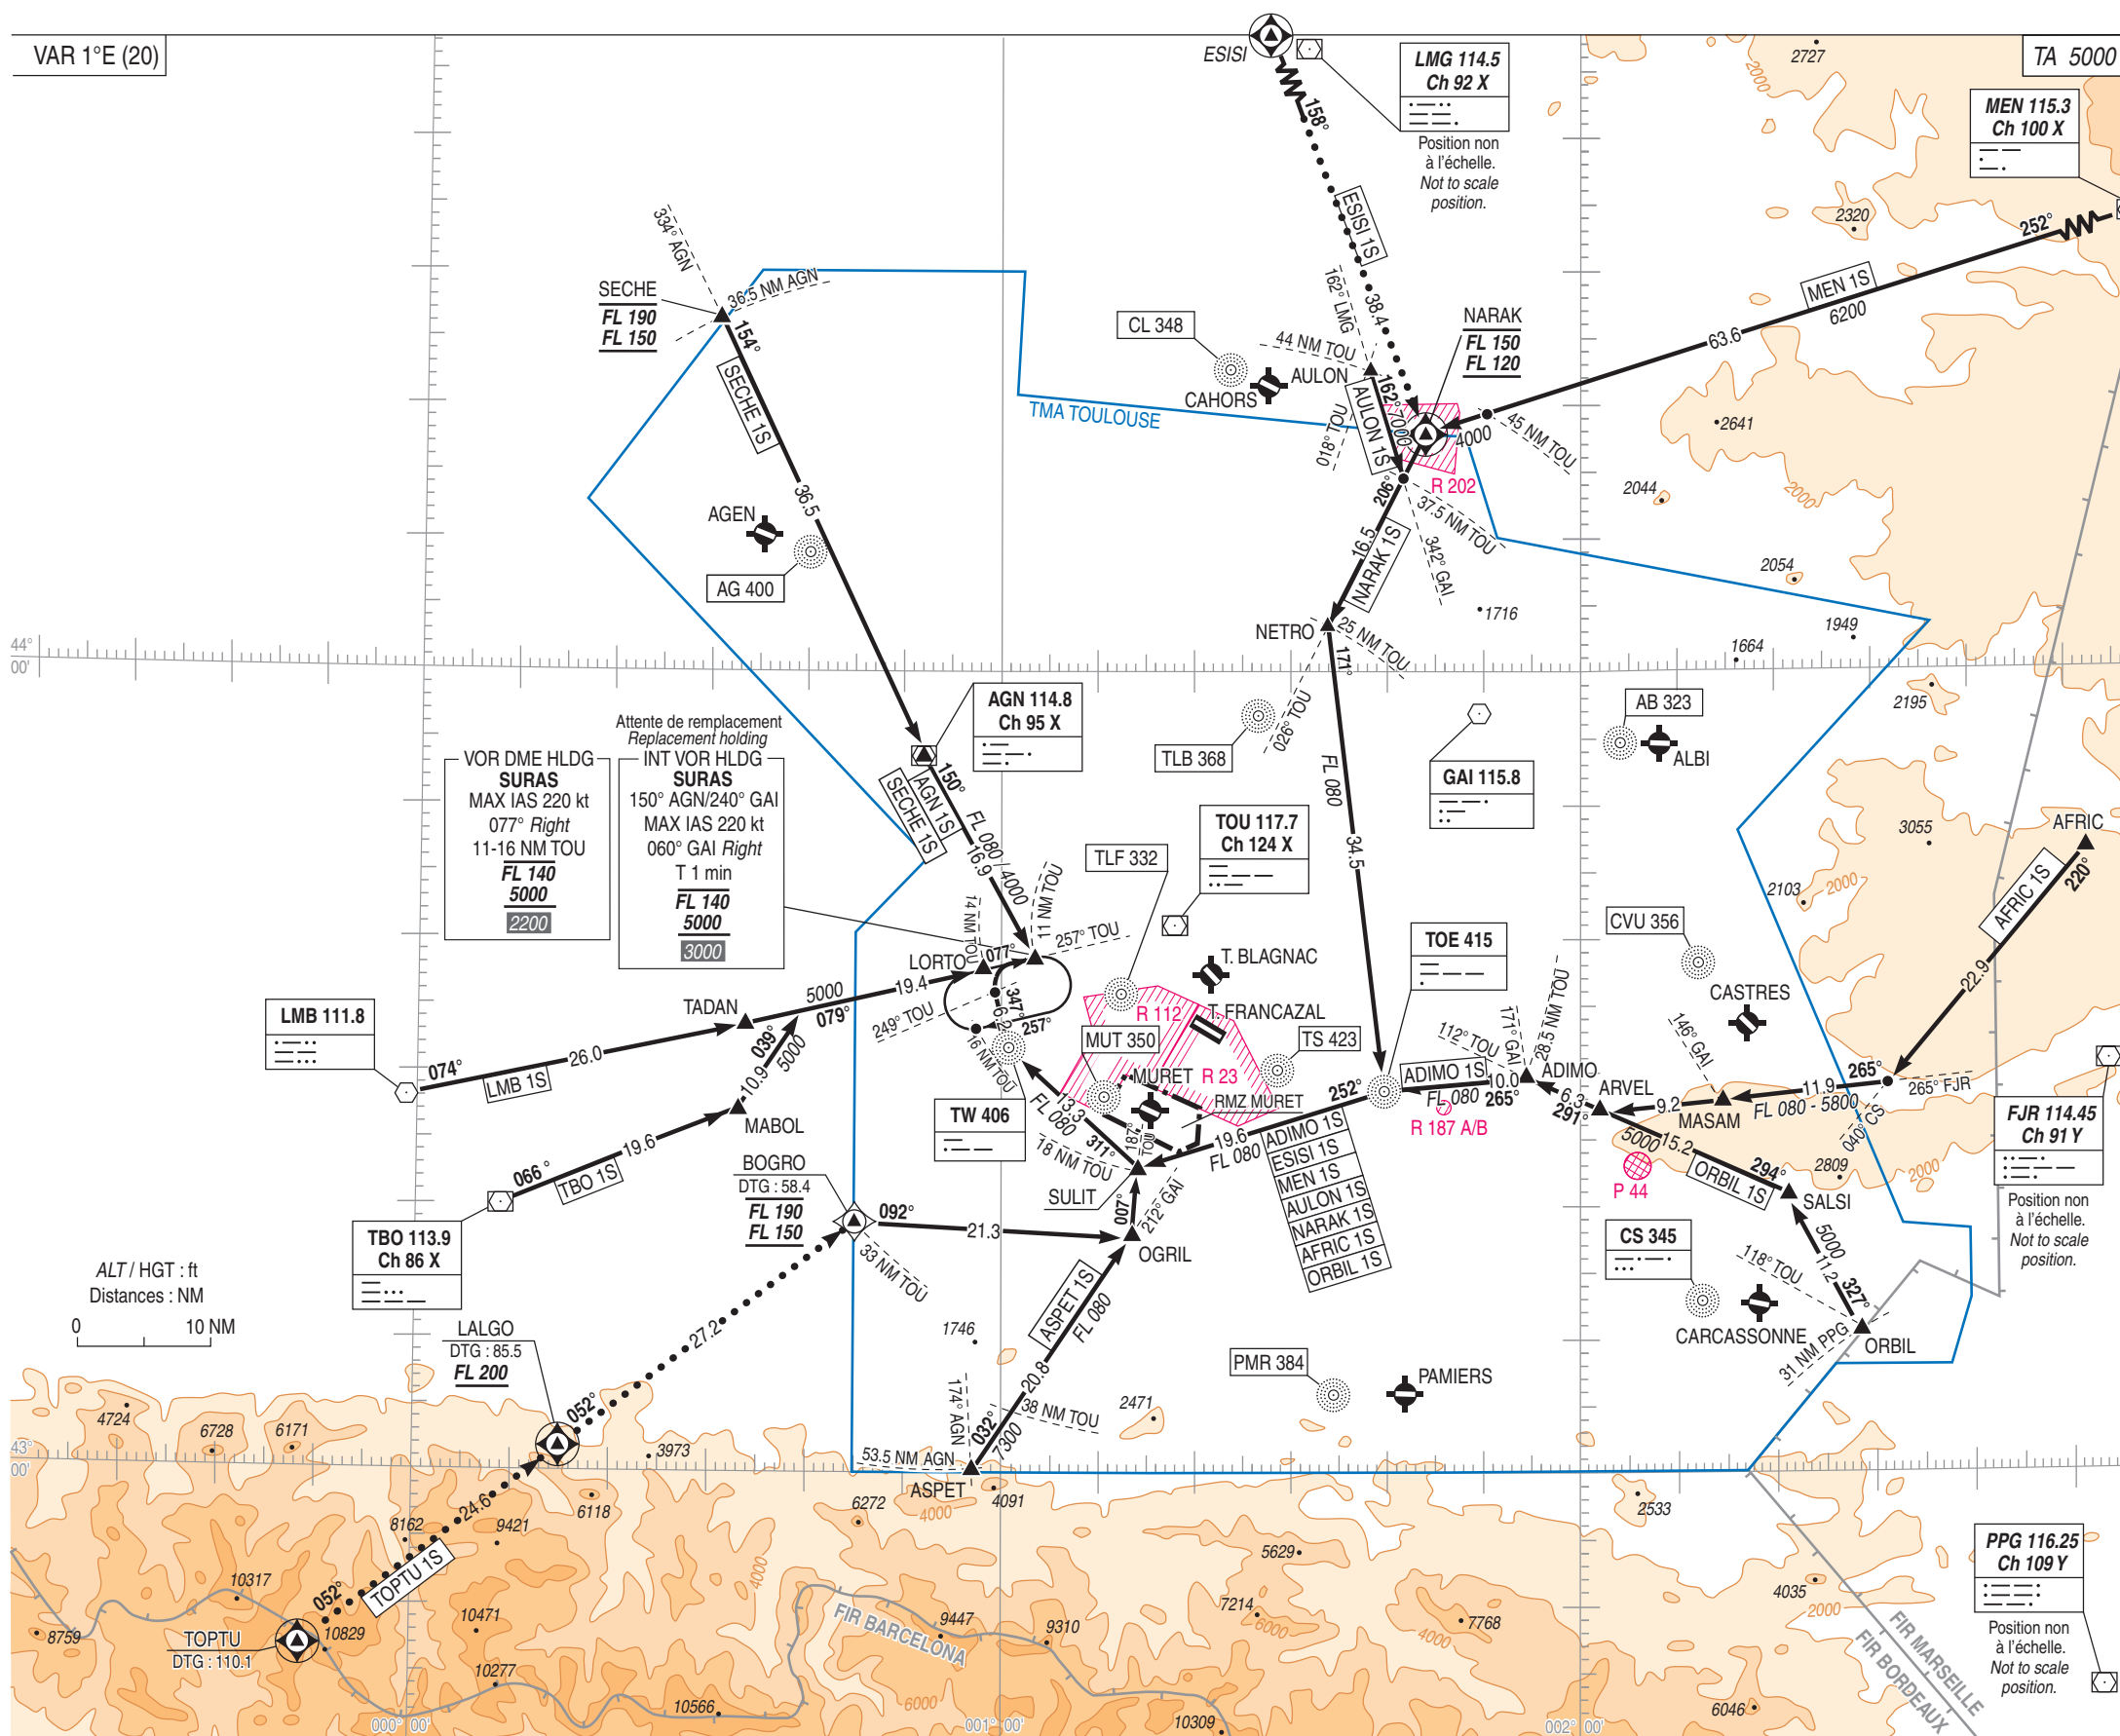 VAR 1°E (20)
TA 5000
ESISI
LMG 114.5
Ch 92 X
Position non
à l'échelle.
Not to scale
position.
2727
MEN 115.3
Ch 100 X
158°
ESISI 1S
38.4
2320
252°
MEN 1S
6200
63.6
334° AGN
36.5 NM AGN
SECHE
FL 190
FL 150
154°
SECHE 1S
36.5
CL 348
CAHORS
162° LMG
44 NM TOU
AULON
018° TOU
162°
7000
AULON 1S
NARAK
FL 150
FL 120
4000
45 NM TOU
TMA TOULOUSE
R 202
206°
37.5 NM TOU
342° GAI
16.5
NARAK 1S
2641
2044
2000
2000
2054
AGEN
AG 400
1716
NETRO
25 NM TOU
171°
026° TOU
1949
1664
2195
44°
00'
AGN 114.8
Ch 95 X
TLB 368
FL 080
34.5
GAI 115.8
AB 323
ALBI
Attente de remplacement
Replacement holding
VOR DME HLDG
SURAS
MAX IAS 220 kt
077° Right
11-16 NM TOU
FL 140
5000
2200
INT VOR HLDG
SURAS
150° AGN/240° GAI
MAX IAS 220 kt
060° GAI Right
T 1 min
FL 140
5000
3000
150°
AGN 1S
SECHE 1S
FL 080 / 4000
16.9
TOU 117.7
Ch 124 X
TLF 332
3055
AFRIC
220°
AFRIC 1S
22.9
2103
2000
14 NM TOU
11 NM TOU
257° TOU
077°
LORTO
T. BLAGNAC
TOE 415
CVU 356
CASTRES
TADAN
5000
19.4
079°
249° TOU
347°
6.2
257°
16 NM TOU
R 112
T. FRANCAZAL
MUT 350
TS 423
R 23
MURET
RMZ MURET
LMB 111.8
074°
26.0
LMB 1S
039°
10.9
5000
MABOL
066°
19.6
TBO 1S
TW 406
13.3
FL 080
311°
18 NM TOU
187°
TOU
SULIT
19.6
FL 080
252°
112° TOU
171° GAI
28.5 NM TOU
ADIMO
ADIMO 1S
10.0
FL 080
265°
R 187 A/B
6.3
291°
ARVEL
146° GAI
9.2
MASAM
11.9
265°
265° FJR
FL 080 - 5800
040° CS
FJR 114.45
Ch 91 Y
Position non
à l'échelle.
Not to scale
position.
5000
15.2
294°
ORBIL 1S
P 44
2809
2000
SALSI
ADIMO 1S
ESISI 1S
MEN 1S
AULON 1S
NARAK 1S
AFRIC 1S
ORBIL 1S
BOGRO
DTG : 58.4
FL 190
FL 150
092°
21.3
33 NM TOU
007°
212° GAI
OGRIL
TBO 113.9
Ch 86 X
ALT / HGT : ft
Distances : NM
0
10 NM
CS 345
118° TOU
5000
11.2
327°
CARCASSONNE
31 NM PPG
ORBIL
LALGO
DTG : 85.5
FL 200
27.2
052°
1746
ASPET 1S
FL 080
20.8
PMR 384
PAMIERS
2471
174° AGN
032°
7300
38 NM TOU
53.5 NM AGN
ASPET
4091
4724
6728
6171
3973
43°
00'
6118
6272
4000
2533
24.6
8162
9421
TOPTU 1S
052°
10317
10471
10829
8759
TOPTU
DTG : 110.1
10277
10566
4000
FIR BARCELONA
9447
9310
5629
7214
6000
4000
7768
6000
10309
4035
2000
6046
FIR MARSEILLE
FIR BORDEAUX
PPG 116.25
Ch 109 Y
Position non
à l'échelle.
Not to scale
position.
000° 00'
001° 00'
002° 00'